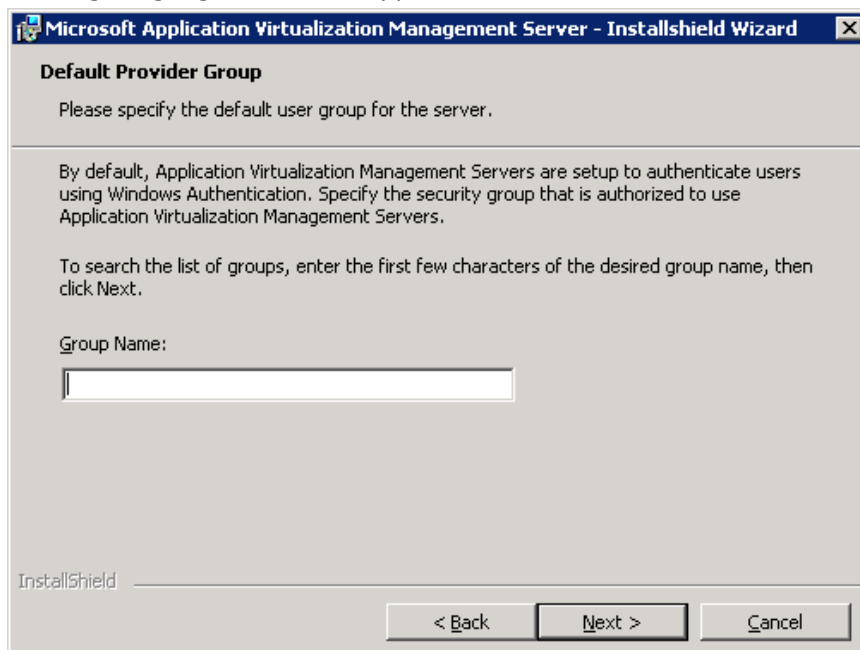 Microsoft Application Virtualization Management Server - Installshield Wizard
Default Provider Group
Please specify the default user group for the server.
By default, Application Virtualization Management Servers are setup to authenticate users
using Windows Authentication. Specify the security group that is authorized to use
Application Virtualization Management Servers.
To search the list of groups, enter the first few characters of the desired group name, then
click Next.
Group Name:
InstallShield
< Back Next > Cancel